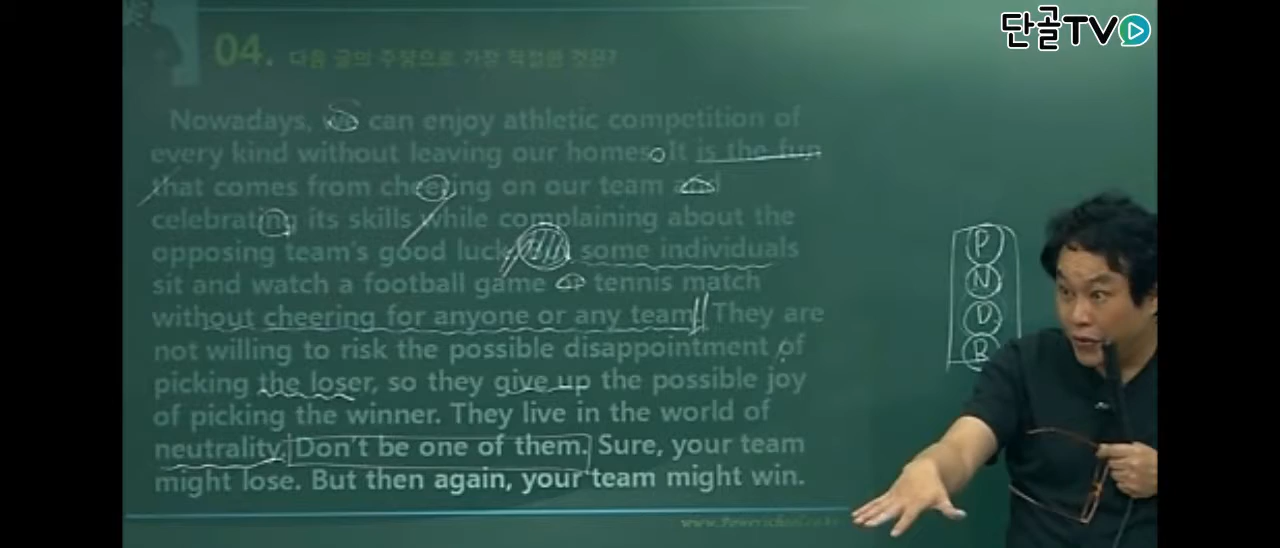 단골TV
04. 다음 글의 주장으로 가장 적절한 것은?
Nowadays, we can enjoy athletic competition of
every kind without leaving our homes. It is the fun
that comes from cheering on our team and
celebrating its skills while complaining about the
opposing team's good luck. But some individuals
sit and watch a football game or tennis match
without cheering for anyone or any team. They are
not willing to risk the possible disappointment of
picking the loser, so they give up the possible joy
of picking the winner. They live in the world of
neutrality. Don't be one of them. Sure, your team
might lose. But then again, your team might win.
P
N
D
B